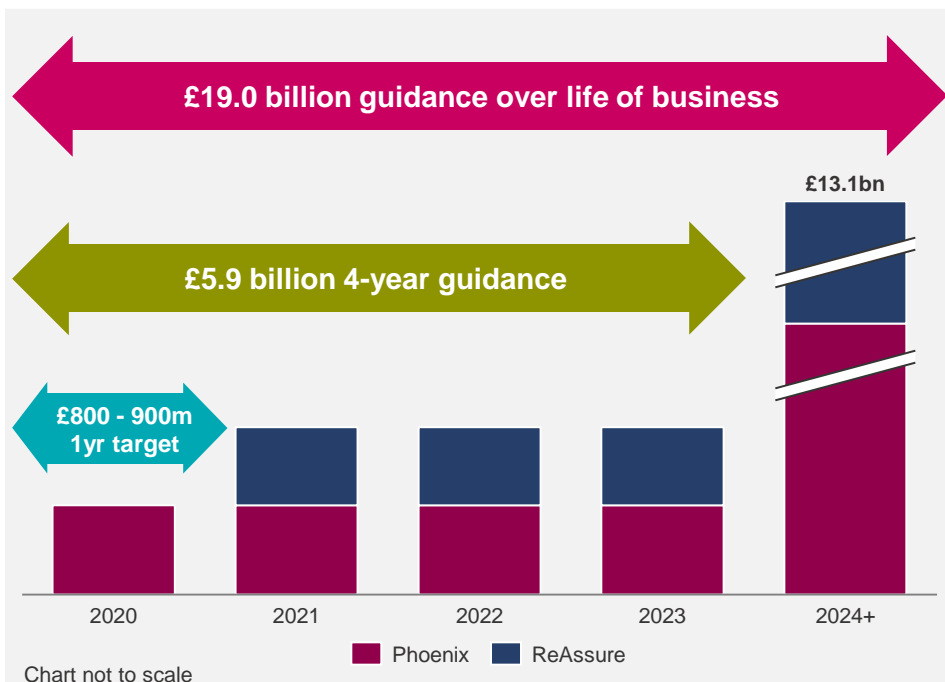 £19.0 billion guidance over life of business
£13.1bn
£5.9 billion 4-year guidance
£800 - 900m
1yr target
2020
2021
2022
2023
2024+
Phoenix
ReAssure
Chart not to scale